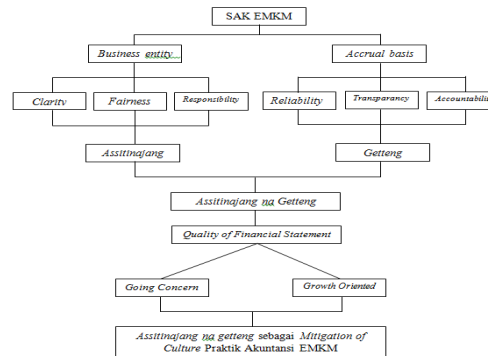 SAK EMKM
Business entity
Accrual basis
Clarity
Fairness
Responsibility
Reliability
Transparancy
Accountabili
Assitinajang
Getteng
Assitinajang na Getteng
Quality of Financial Statement
Going Concern
Growth Oriented
Assitinajang na getteng sebagai Mitigation of
Culture Praktik Akuntansi EMKM